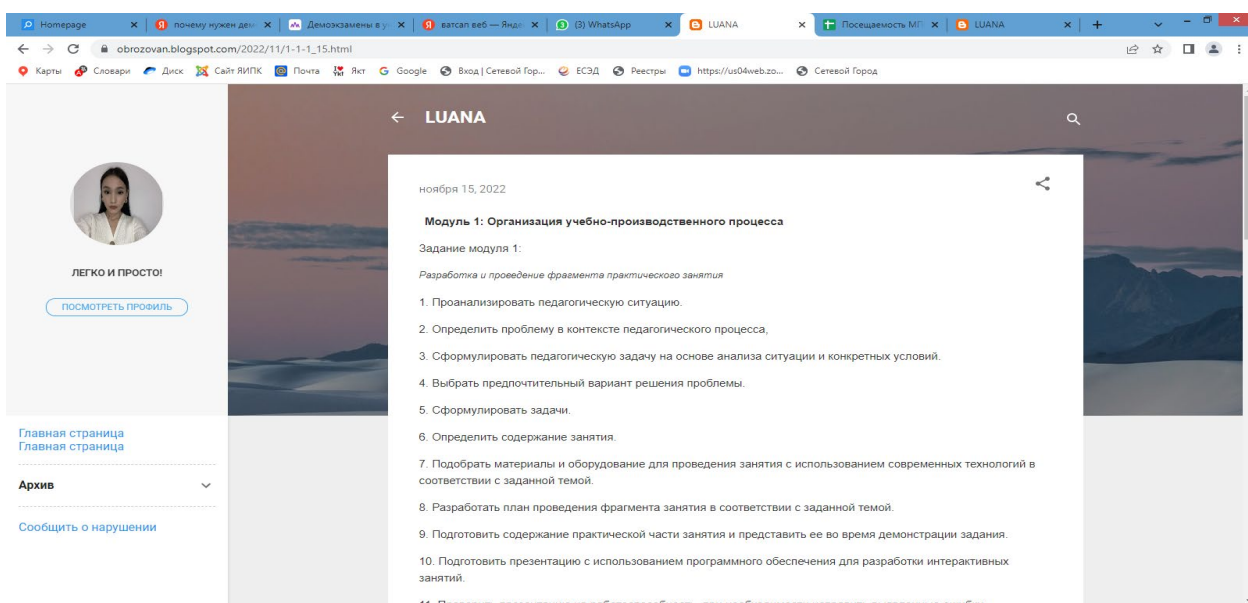 Homepage
почему нужен дем
Демоэкзамены в у
ватсап веб — Янде
(3) WhatsApp
LUANA
Посещаемость МП
LUANA
obrozovan.blogspot.com/2022/11/1-1-1_15.html
Карты
Словари
Диск
Сайт ЯИПК
Почта
Якт
Google
Вход | Сетевой Гор...
ЕСЭД
Реестры
https://us04web.zo...
Сетевой Город
LUANA
ЛЕГКО И ПРОСТО!
ПОСМОТРЕТЬ ПРОФИЛЬ
Главная страница
Главная страница
Архив
Сообщить о нарушении
ноября 15, 2022
Модуль 1: Организация учебно-производственного процесса
Задание модуля 1:
Разработка и проведение фрагмента практического занятия
1. Проанализировать педагогическую ситуацию.
2. Определить проблему в контексте педагогического процесса,
3. Сформулировать педагогическую задачу на основе анализа ситуации и конкретных условий.
4. Выбрать предпочтительный вариант решения проблемы.
5. Сформулировать задачи.
6. Определить содержание занятия.
7. Подобрать материалы и оборудование для проведения занятия с использованием современных технологий в
соответствии с заданной темой.
8. Разработать план проведения фрагмента занятия в соответствии с заданной темой.
9. Подготовить содержание практической части занятия и представить ее во время демонстрации задания.
10. Подготовить презентацию с использованием программного обеспечения для разработки интерактивных
занятий.